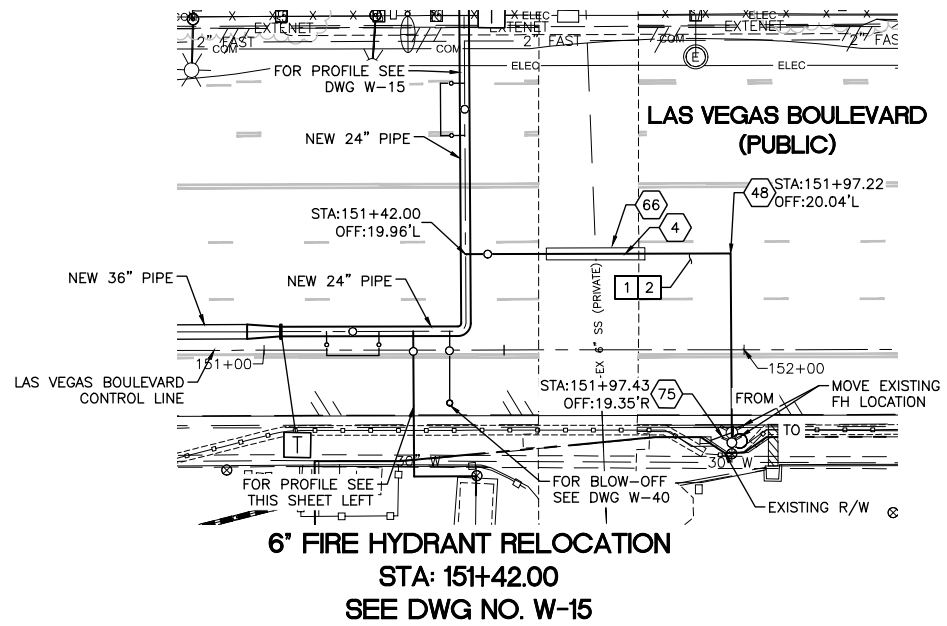 EXTENET
EXTENET
EXTENET
ELEC
ELEC
2" FAST
COM
2" FAST
COM
2" FAS
COM
ELEC
E
ELEC
FOR PROFILE SEE
DWG W-15
LAS VEGAS BOULEVARD
(PUBLIC)
NEW 24" PIPE
48
STA:151+97.22
OFF:20.04'L
66
STA:151+42.00
OFF:19.96'L
4
NEW 36" PIPE
NEW 24" PIPE
1 2
EX 6" SS (PRIVATE)
151+00
152+00
LAS VEGAS BOULEVARD
CONTROL LINE
STA:151+97.43
OFF:19.35'R
75
FROM
MOVE EXISTING
FH LOCATION
TO
T
30" W
30" W
FOR PROFILE SEE
THIS SHEET LEFT
FOR BLOW-OFF
SEE DWG W-40
EXISTING R/W
6" FIRE HYDRANT RELOCATION
STA: 151+42.00
SEE DWG NO. W-15